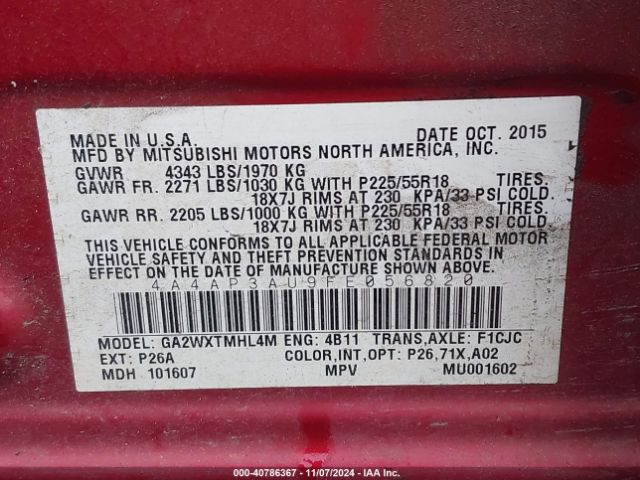 MADE IN U.S.A. DATE OCT. 2015
MFD BY MITSUBISHI MOTORS NORTH AMERICA, INC.
GVWR 4343 LBS/1970 KG
GAWR FR. 2271 LBS/1030 KG WITH P225/55R18 TIRES,
18X7J RIMS AT 230 KPA/33 PSI COLD.
GAWR RR. 2205 LBS/1000 KG WITH P225/55R18 TIRES,
18X7J RIMS AT 230 KPA/33 PSI COLD.
THIS VEHICLE CONFORMS TO ALL APPLICABLE FEDERAL MOTOR
VEHICLE SAFETY AND THEFT PREVENTION STANDARDS IN
EFFECT ON THE DATE OF MANUFACTURE SHOWN ABOVE.
4A4AP3AU9FE056820
MODEL: GA2WXTMHL4M ENG: 4B11 TRANS,AXLE: F1CJC
EXT: P26A COLOR,INT,OPT: P26,71X,A02
MDH 101607 MPV MU001602
000-40786367 - 11/07/2024 - IAA Inc.